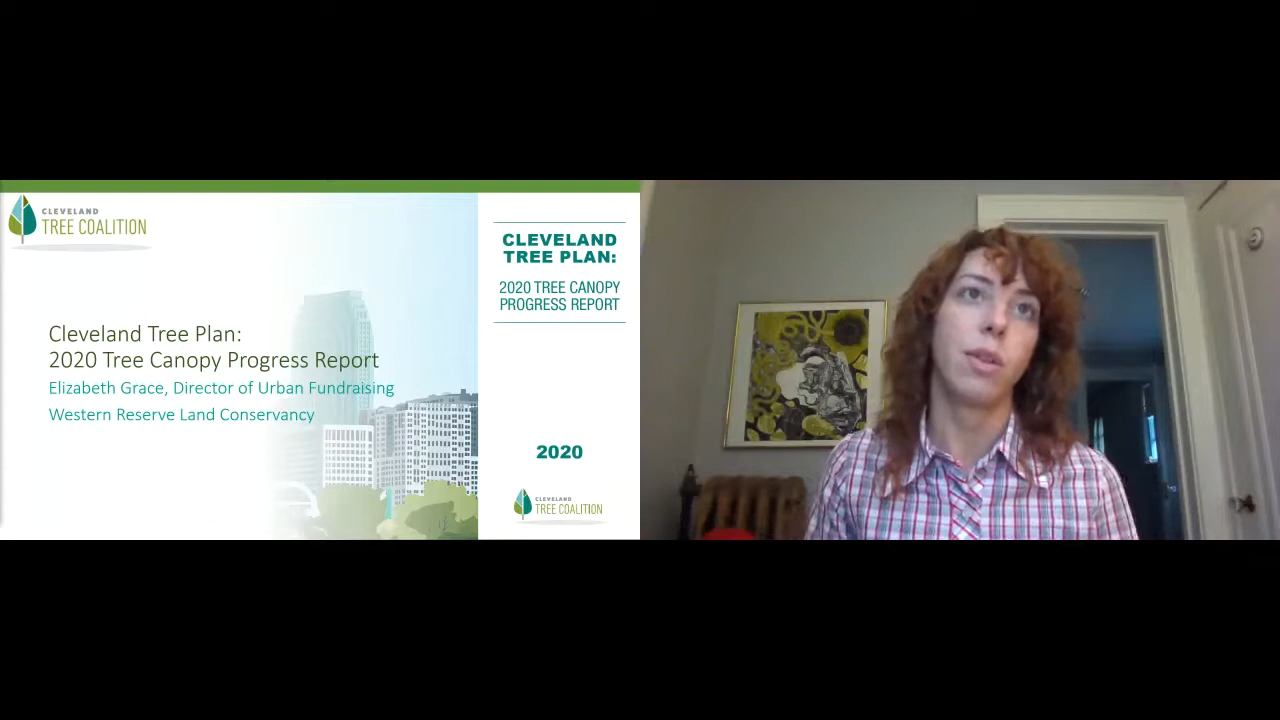 CLEVELAND
TREE COALITION
Cleveland Tree Plan:
2020 Tree Canopy Progress Report
Elizabeth Grace, Director of Urban Fundraising
Western Reserve Land Conservancy
CLEVELAND
TREE PLAN:
2020 TREE CANOPY
PROGRESS REPORT
2020
CLEVELAND
TREE COALITION